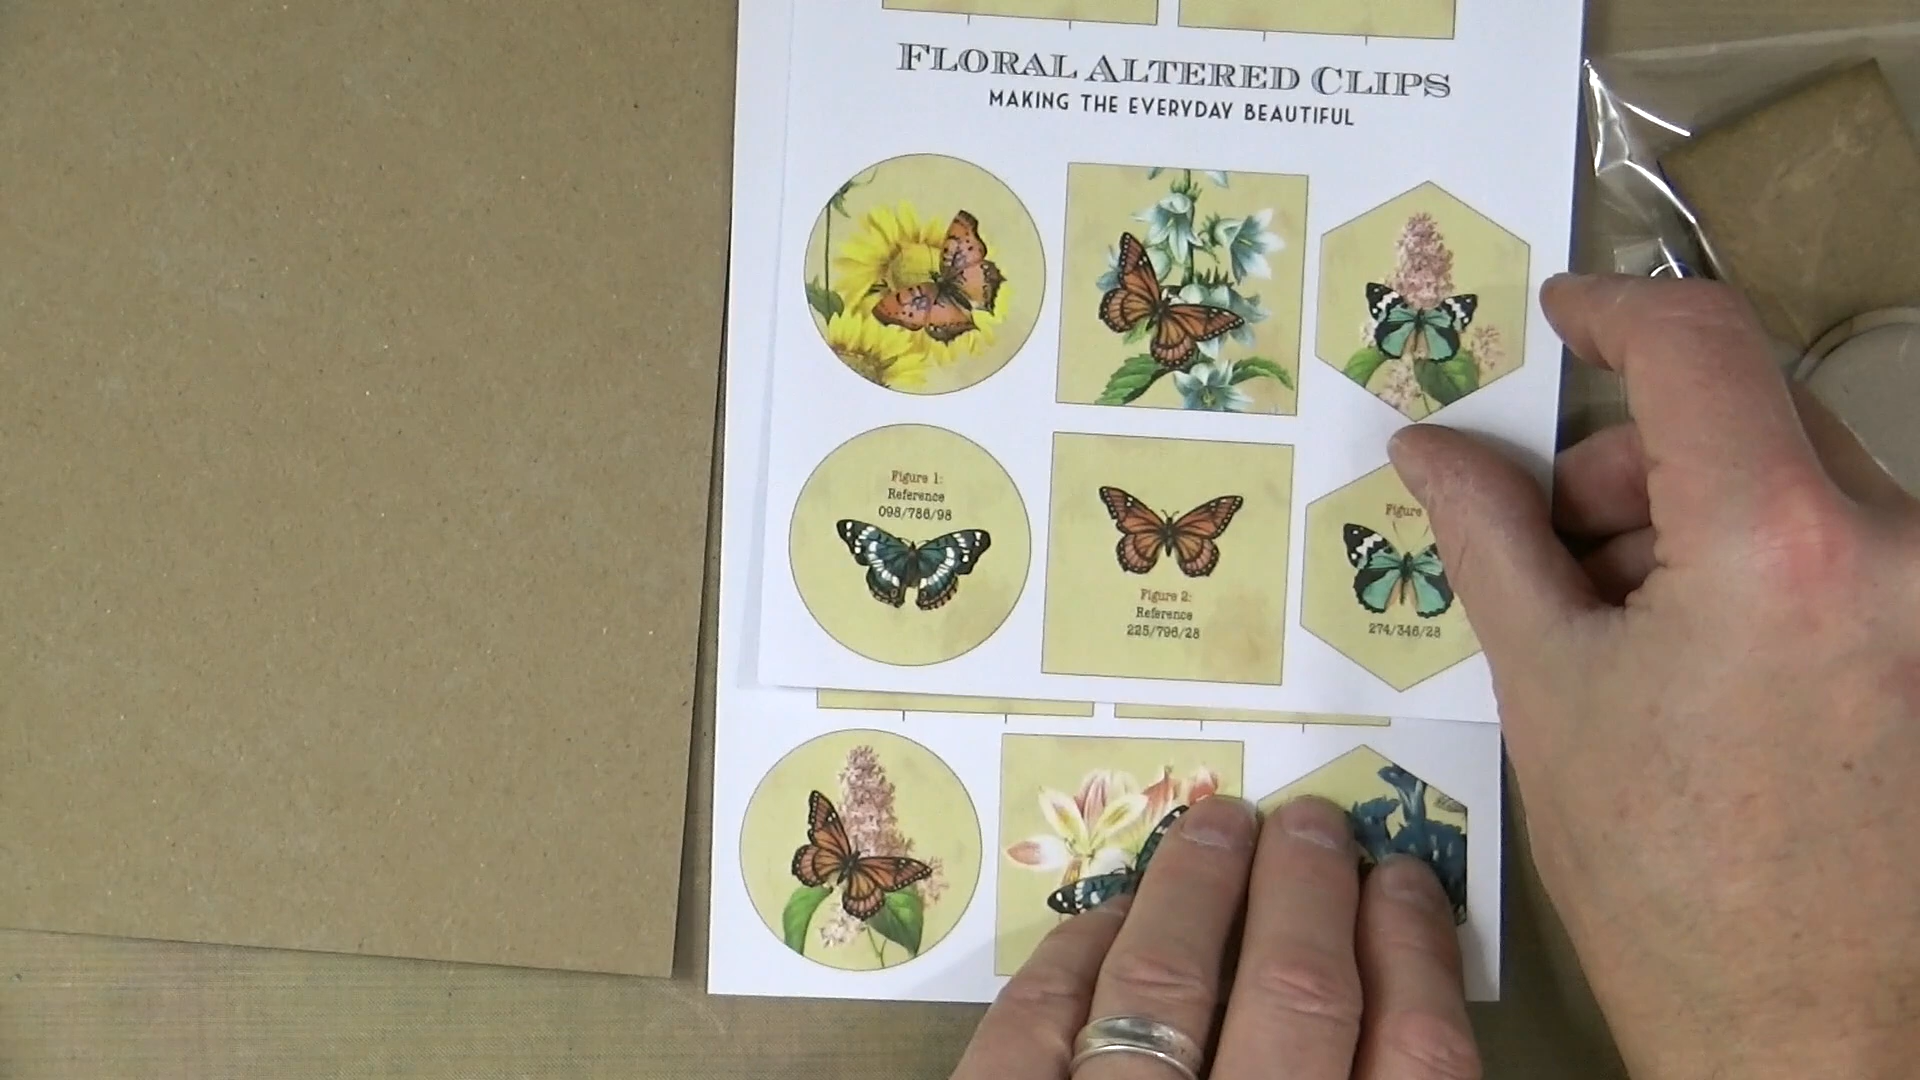 FLORAL ALTERED CLIPS
MAKING THE EVERYDAY BEAUTIFUL
Figure 1:
Reference
098/786/98
Figure 2:
Reference
225/796/28
Figure
274/346/28